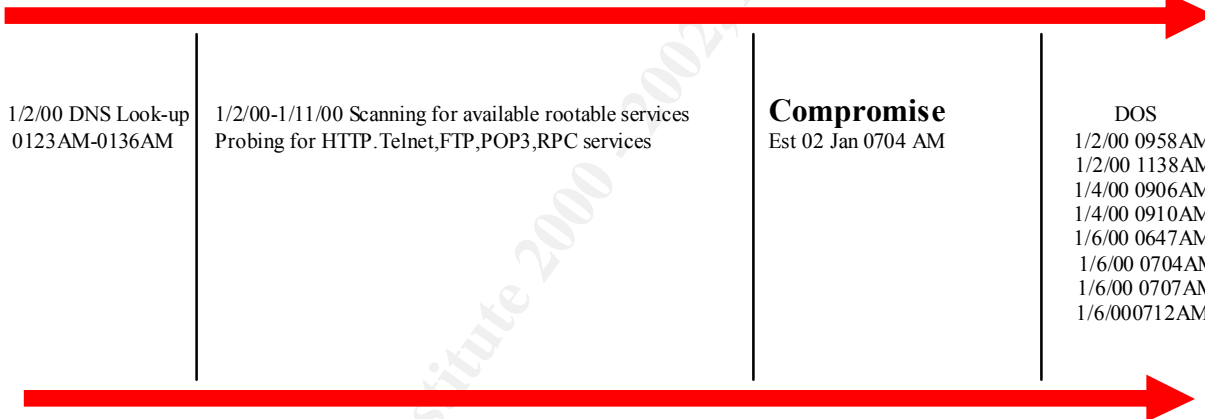 1/2/00 DNS Look-up
0123AM-0136AM
1/2/00-1/11/00 Scanning for available rootable services
Probing for HTTP.Telnet,FTP,POP3,RPC services
Compromise
Est 02 Jan 0704 AM
DOS
1/2/00 0958AM
1/2/00 1138AM
1/4/00 0906AM
1/4/00 0910AM
1/6/00 0647AM
1/6/00 0704AM
1/6/00 0707AM
1/6/000712AM
stitute 2000 - 2002,